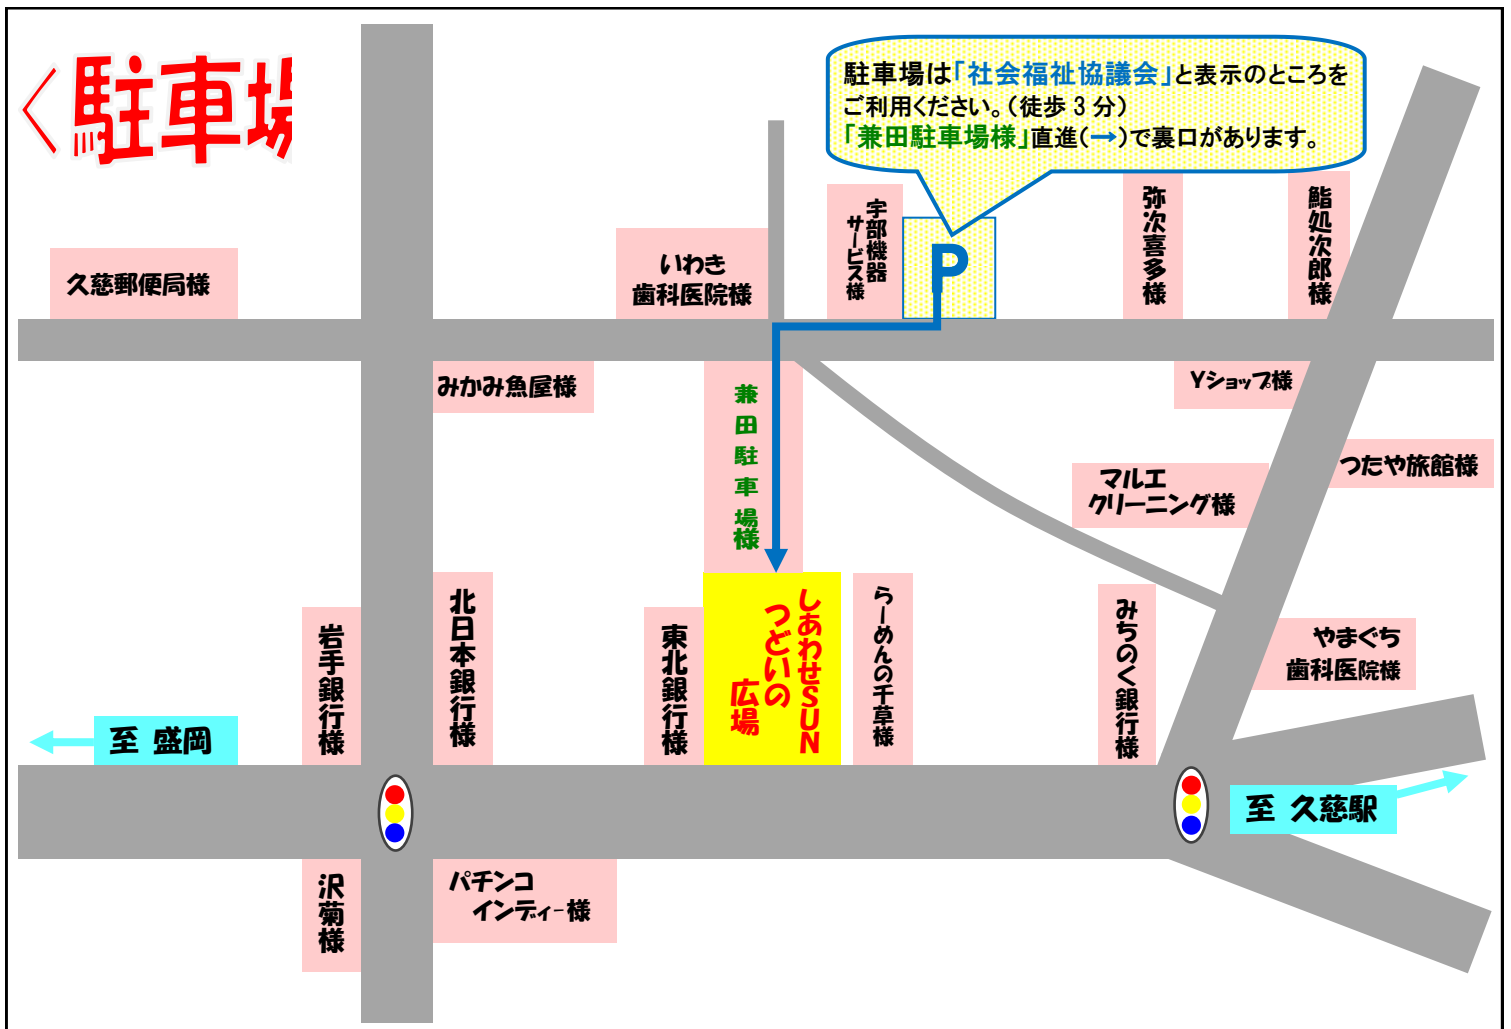 <駐車場
駐車場は「社会福祉協議会」と表示のところを
ご利用ください。（徒歩 3 分）
「兼田駐車場様」直進（→）で裏口があります。
久慈郵便局様
いわき
歯科医院様
宇部機器
サービス様
P
弥次喜多様
鮨処次郎様
みかみ魚屋様
兼田駐車場様
Yショップ様
つたや旅館様
マルエ
クリーニング様
岩手銀行様
北日本銀行様
東北銀行様
しあわせSUN
つどいの
広場
らーめんの千草様
みちのく銀行様
やまぐち
歯科医院様
至 盛岡
至 久慈駅
沢菊様
パチンコ
インディー様